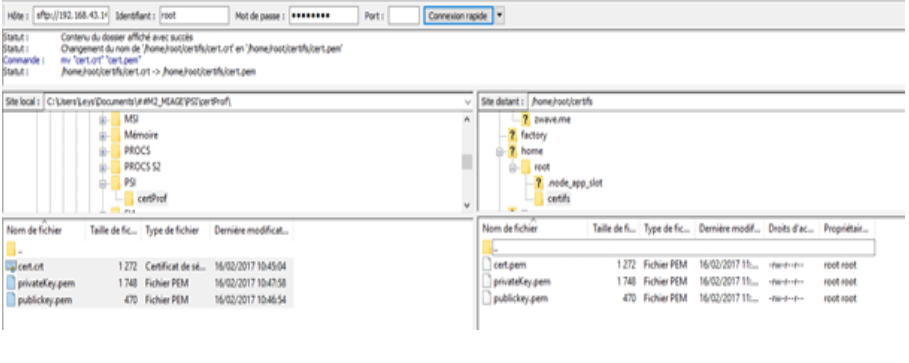 Hôte : sftp://192.168.43.14 Identifiant : root Mot de passe : ●●●●●●●● Port : Connexion rapide
Statut : Contenu du dossier affiché avec succès
Statut : Changement du nom de '/home/root/certifs/cert.crt' en '/home/root/certifs/cert.pem'
Commande : mv "cert.crt" "cert.pem"
Statut : /home/root/certifs/cert.crt -> /home/root/certifs/cert.pem
Site local : C:\Users\Leys\Documents\##M2_MIAGE\PSI\certProf\
Site distant : /home/root/certifs
MSI
Mémoire
PROCS
PROCS S2
PSI
certProf
zwave.me
factory
home
root
.node_app_slot
certifs
Nom de fichier Taille de fic... Type de fichier Dernière modificat...
..
cert.crt 1 272 Certificat de sé... 16/02/2017 10:45:04
privateKey.pem 1 748 Fichier PEM 16/02/2017 10:47:58
publickey.pem 470 Fichier PEM 16/02/2017 10:46:54
Nom de fichier Taille de fi... Type de fic... Dernière modif... Droits d'ac... Propriétair...
..
cert.pem 1 272 Fichier PEM 16/02/2017 11:... -rw-r--r-- root root
privateKey.pem 1 748 Fichier PEM 16/02/2017 11:... -rw-r--r-- root root
publickey.pem 470 Fichier PEM 16/02/2017 11:... -rw-r--r-- root root